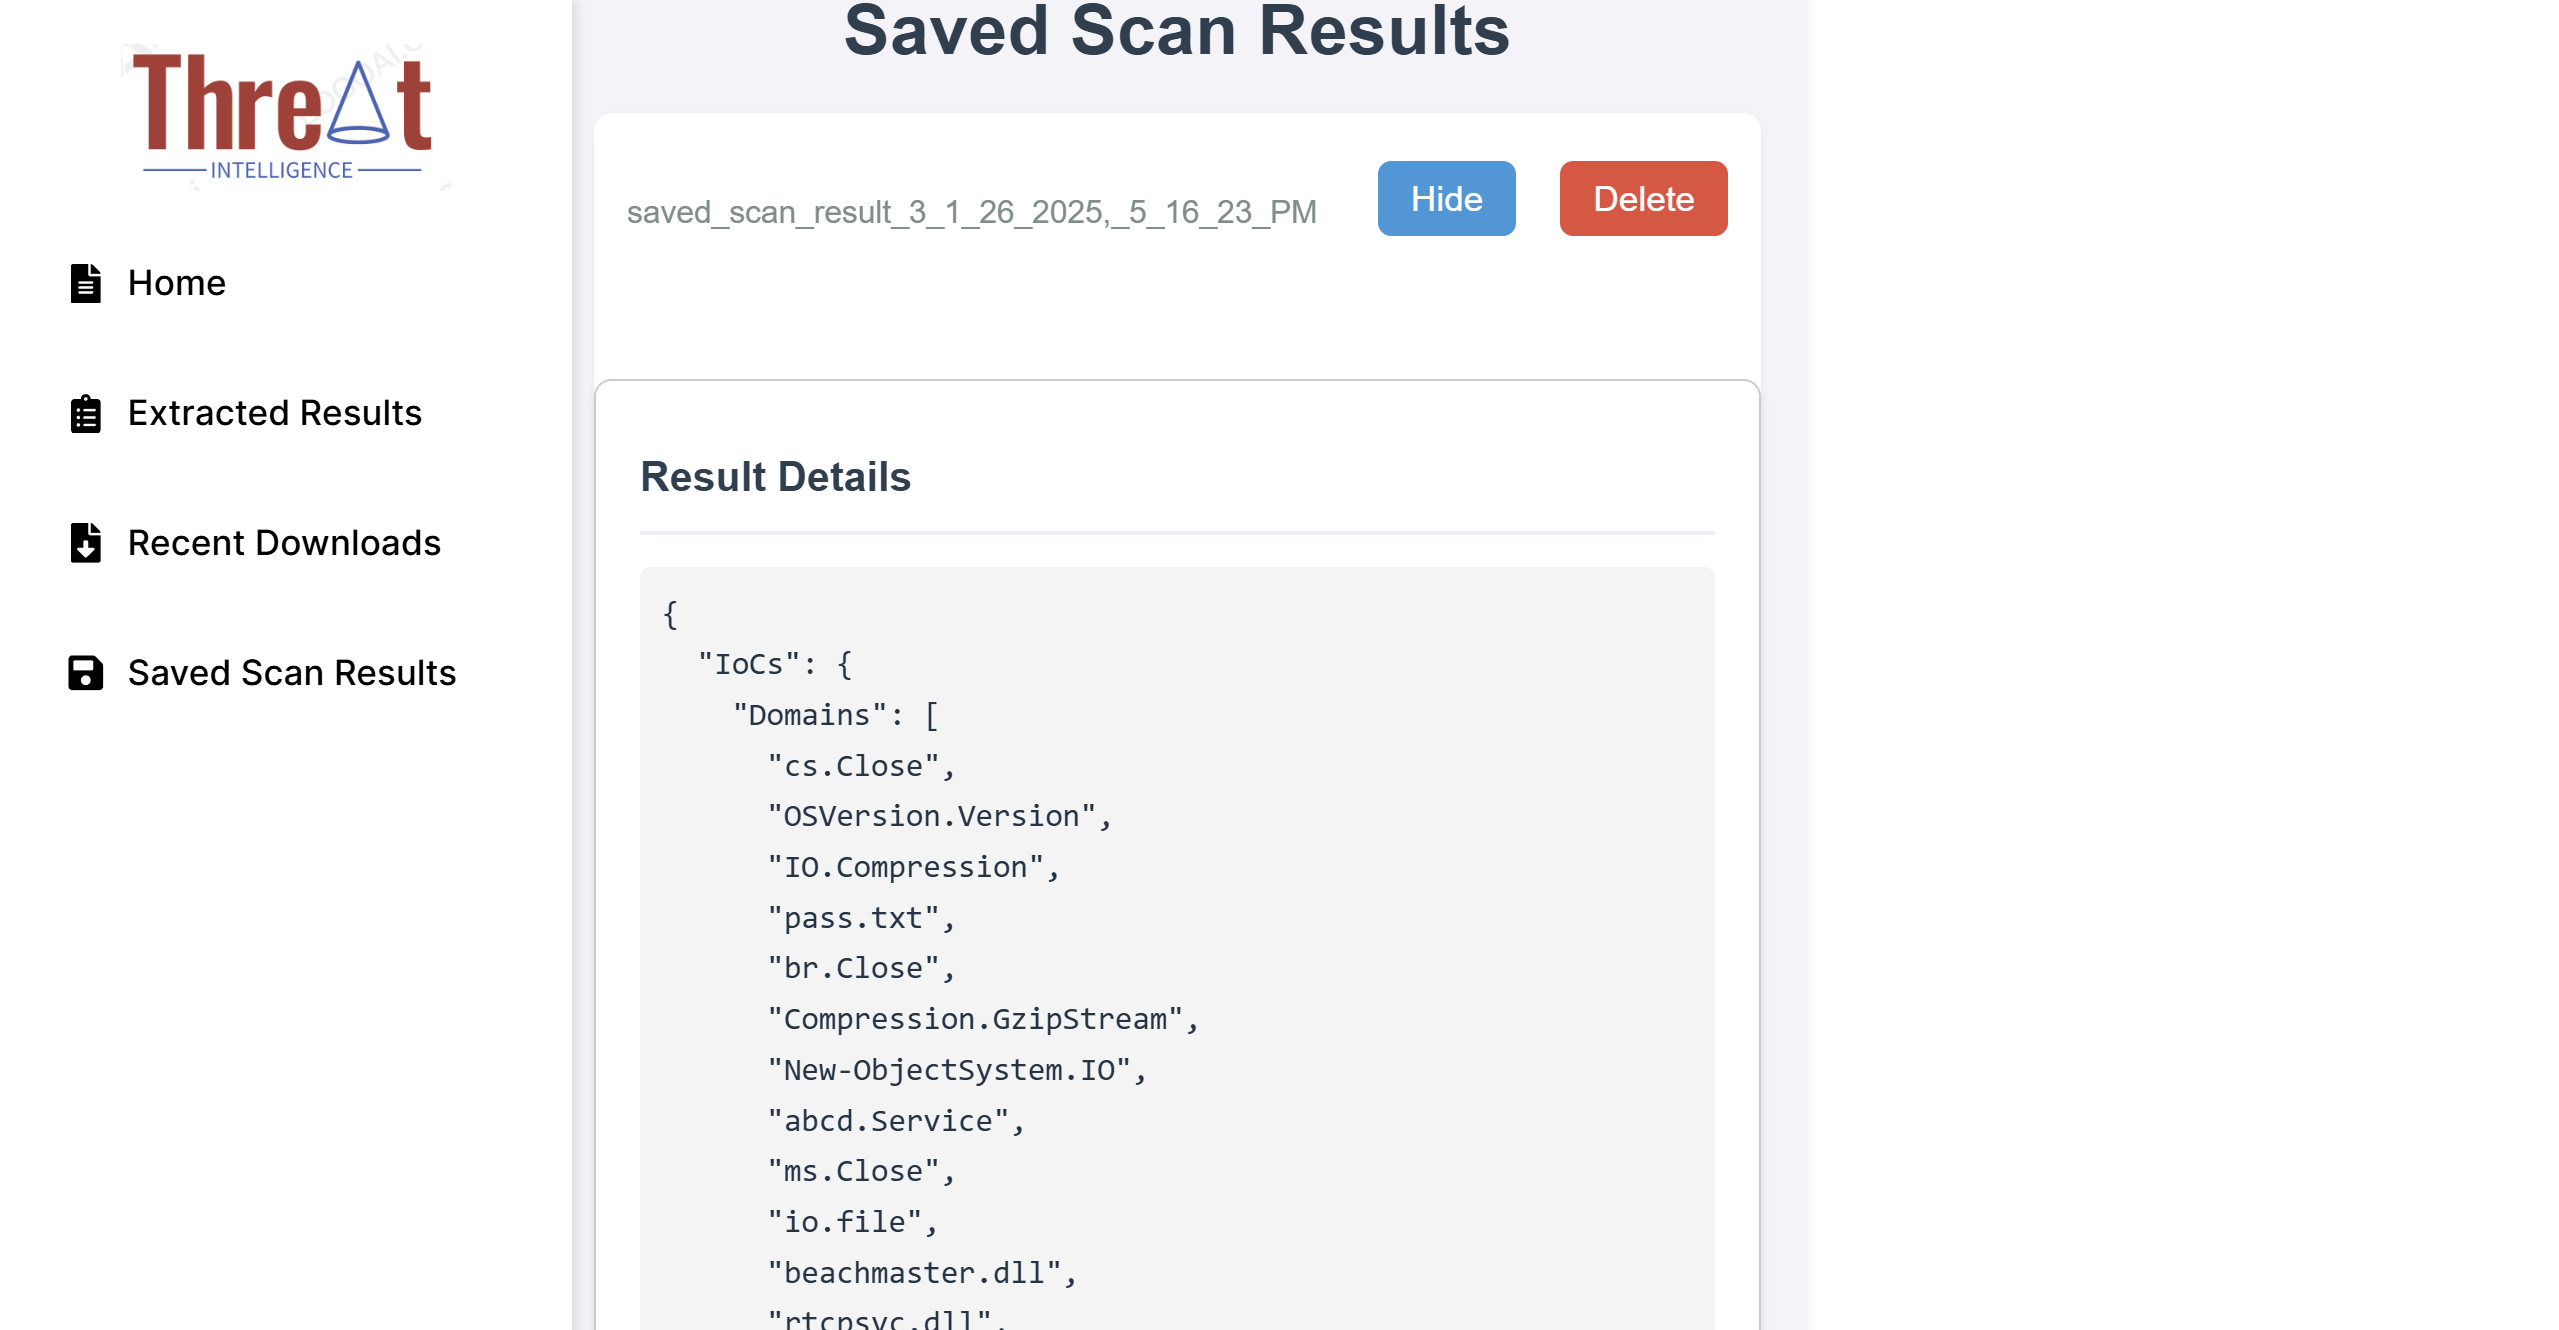 Threat
INTELLIGENCE
Home
Extracted Results
Recent Downloads
Saved Scan Results
Saved Scan Results
saved_scan_result_3_1_26_2025,_5_16_23_PM
Hide
Delete
Result Details
{
"IoCs": {
"Domains": [
"cs.Close",
"OSVersion.Version",
"IO.Compression",
"pass.txt",
"br.Close",
"Compression.GzipStream",
"New-ObjectSystem.IO",
"abcd.Service",
"ms.Close",
"io.file",
"beachmaster.dll",
"rtcpsvc.dll",